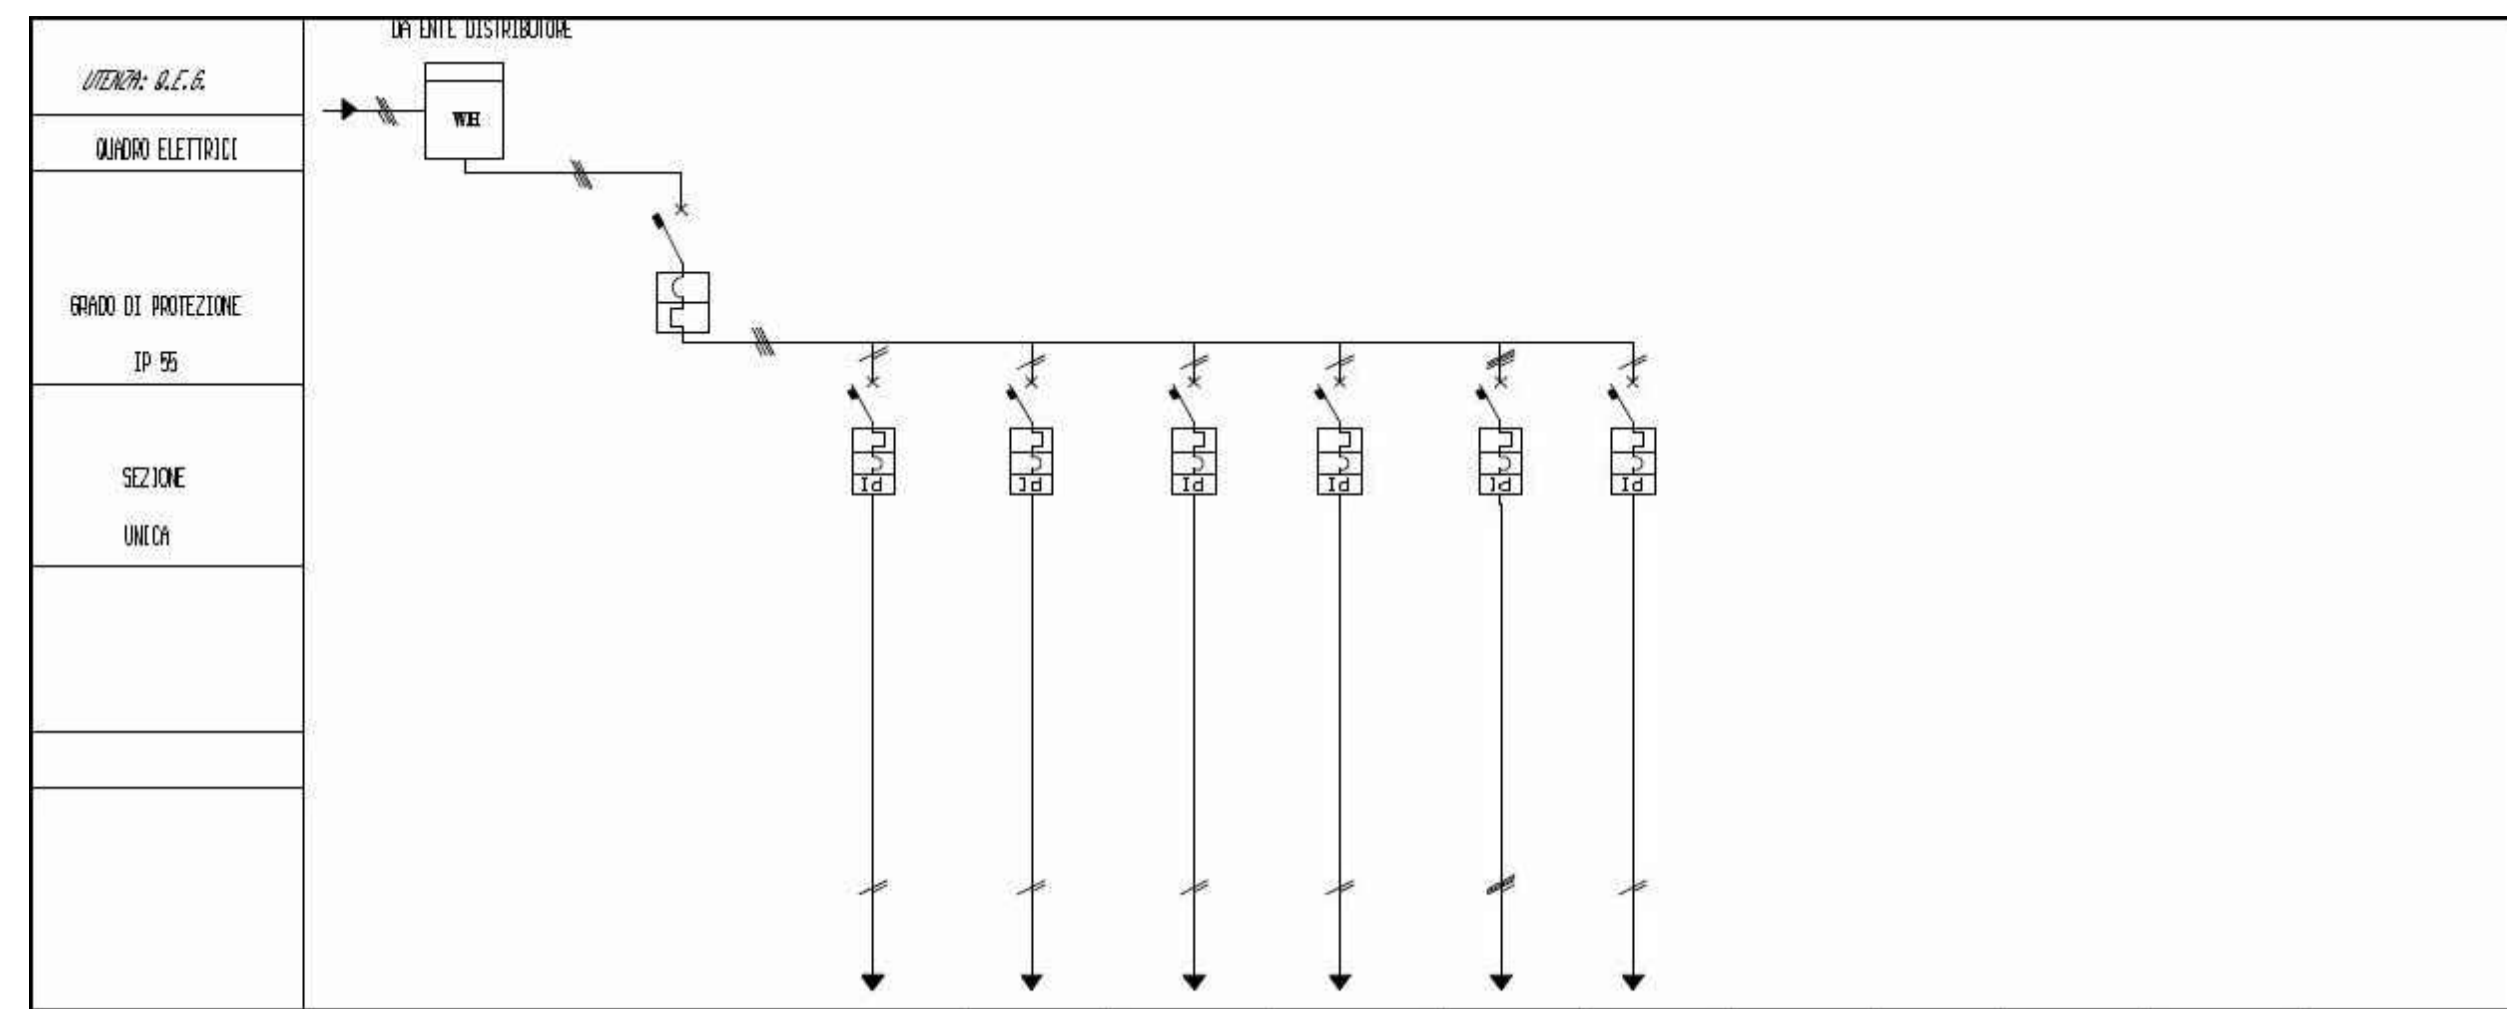 DA ENTE DISTRIBUTORE
UTENZA: Q.E.G.
WH
QUADRO ELETTRICI
GRADO DI PROTEZIONE
IP 55
SEZIONE
UNICA
Id
Id
Id
Id
Id
Id